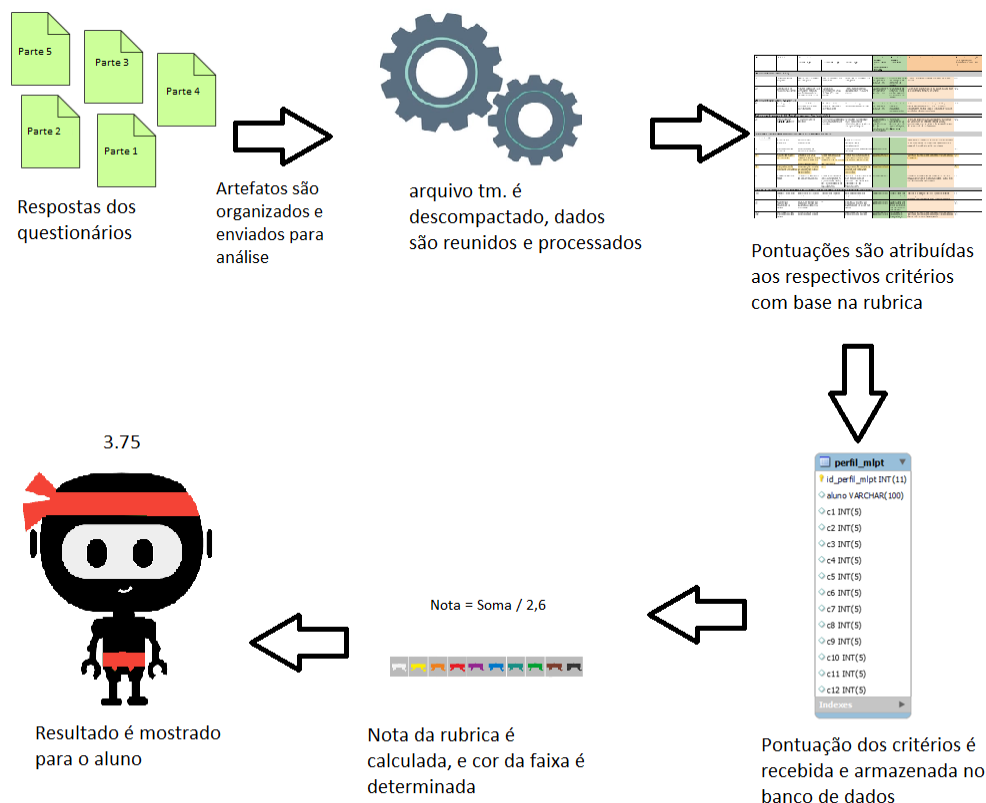 Parte 5
Parte 3
Parte 4
Parte 2
Parte 1
Respostas dos
questionários
Artefatos são
organizados e
enviados para
análise
arquivo tm. é
descompactado, dados
são reunidos e processados
Pontuações são atribuídas
aos respectivos critérios
com base na rubrica
perfil_mlpt
id_perfil_mlpt INT(11)
aluno VARCHAR(100)
c1 INT(5)
c2 INT(5)
c3 INT(5)
c4 INT(5)
c5 INT(5)
c6 INT(5)
c7 INT(5)
c8 INT(5)
c9 INT(5)
c10 INT(5)
c11 INT(5)
c12 INT(5)
Indexes
Pontuação dos critérios é
recebida e armazenada no
banco de dados
Nota = Soma / 2,6
Nota da rubrica é
calculada, e cor da faixa é
determinada
3.75
Resultado é mostrado
para o aluno